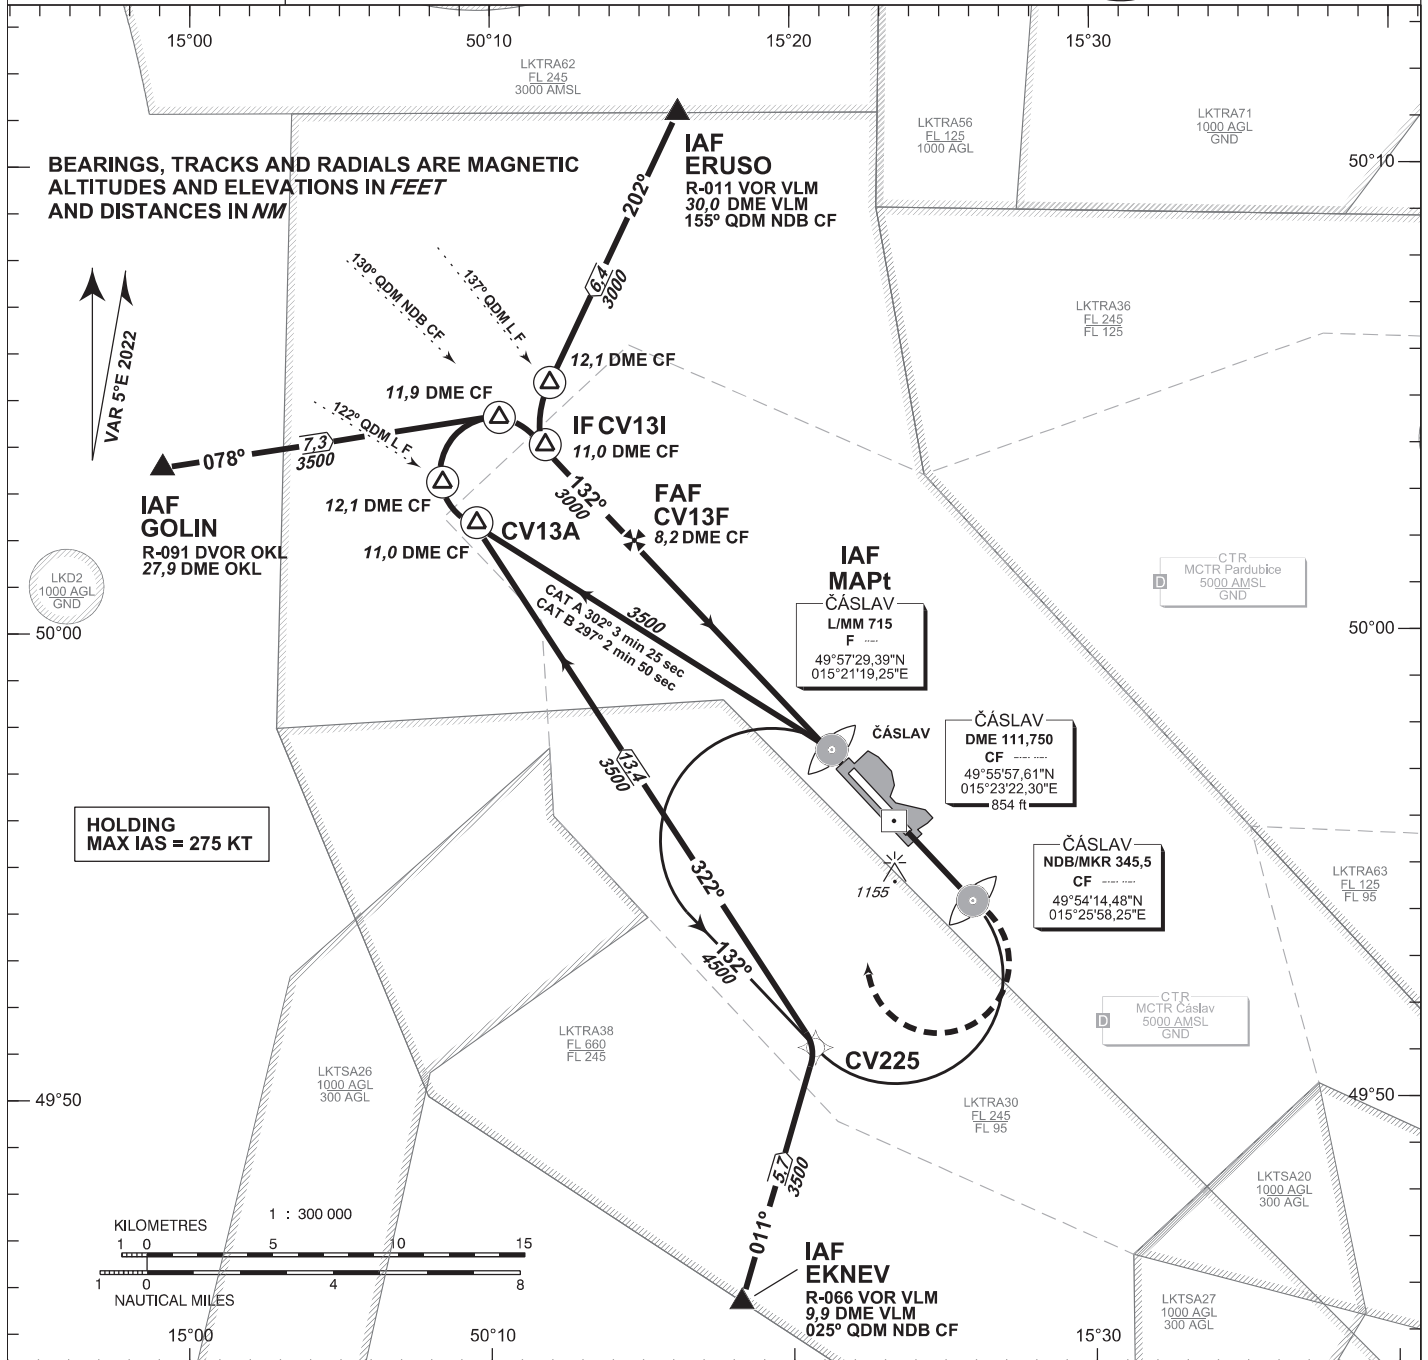 15°00
50°10
15°20
15°30
LKTRA62
FL 245
3000 AMSL
LKTRA56
FL 125
1000 AGL
LKTRA71
1000 AGL
GND
50°10
BEARINGS, TRACKS AND RADIALS ARE MAGNETIC
ALTITUDES AND ELEVATIONS IN FEET
AND DISTANCES IN NM
IAF
ERUSO
R-011 VOR VLM
30,0 DME VLM
155º QDM NDB CF
202º
6,4
3000
130º QDM NDB CF
137º QDM L F
VAR 5°E 2022
LKTRA36
FL 245
FL 125
12,1 DME CF
11,9 DME CF
122º QDM L F
IF CV13I
11,0 DME CF
078º
7,3
3500
IAF
GOLIN
R-091 DVOR OKL
27,9 DME OKL
12,1 DME CF
CV13A
11,0 DME CF
132º
3000
FAF
CV13F
8,2 DME CF
LKD2
1000 AGL
GND
50°00
IAF
MAPt
ČÁSLAV
L/MM 715
F ··–·
49°57'29,39"N
015°21'19,25"E
CTR
MCTR Pardubice
D
5000 AMSL
GND
50°00
3500
CAT A 302º 3 min 25 sec
CAT B 297º 2 min 50 sec
ČÁSLAV
ČÁSLAV
DME 111,750
CF –·–· ··–·
49°55'57,61"N
015°23'22,30"E
854 ft
13,4
3500
HOLDING
MAX IAS = 275 KT
322º
1155
ČÁSLAV
NDB/MKR 345,5
CF –·–· ··–·
49°54'14,48"N
015°25'58,25"E
LKTRA63
FL 125
FL 95
132º
4500
CTR
MCTR Čáslav
D
5000 AMSL
GND
LKTRA38
FL 660
FL 245
CV225
LKTSA26
1000 AGL
300 AGL
49°50
LKTRA30
FL 245
FL 95
49°50
5,7
3500
LKTSA20
1000 AGL
300 AGL
011º
1 : 300 000
KILOMETRES
1 0 5 10 15
1 0 4 8
NAUTICAL MILES
IAF
EKNEV
R-066 VOR VLM
9,9 DME VLM
025º QDM NDB CF
LKTSA27
1000 AGL
300 AGL
15°00
50°10
15°30